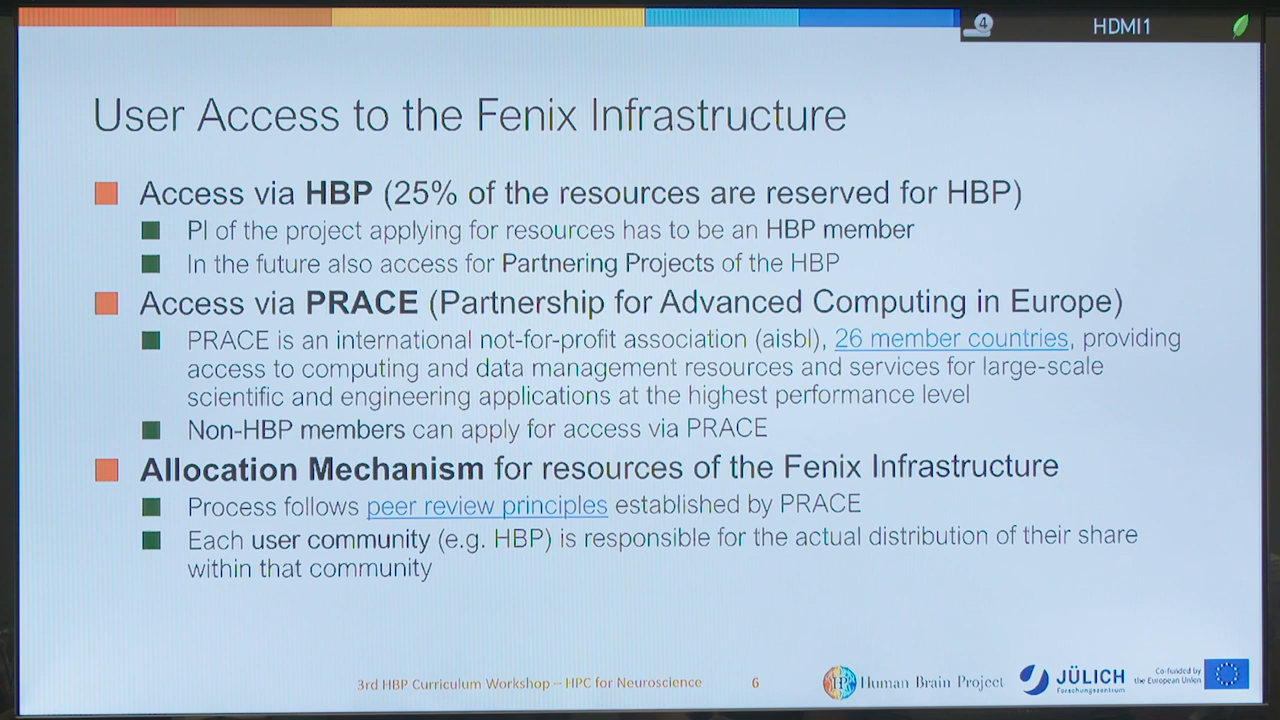 4
HDMI1
User Access to the Fenix Infrastructure
Access via HBP (25% of the resources are reserved for HBP)
PI of the project applying for resources has to be an HBP member
In the future also access for Partnering Projects of the HBP
Access via PRACE (Partnership for Advanced Computing in Europe)
PRACE is an international not-for-profit association (aisbl), 26 member countries, providing
access to computing and data management resources and services for large-scale
scientific and engineering applications at the highest performance level
Non-HBP members can apply for access via PRACE
Allocation Mechanism for resources of the Fenix Infrastructure
Process follows peer review principles established by PRACE
Each user community (e.g. HBP) is responsible for the actual distribution of their share
within that community
3rd HBP Curriculum Workshop – HPC for Neuroscience
6
Human Brain Project
JÜLICH
Forschungszentrum
Co-funded by
the European Union